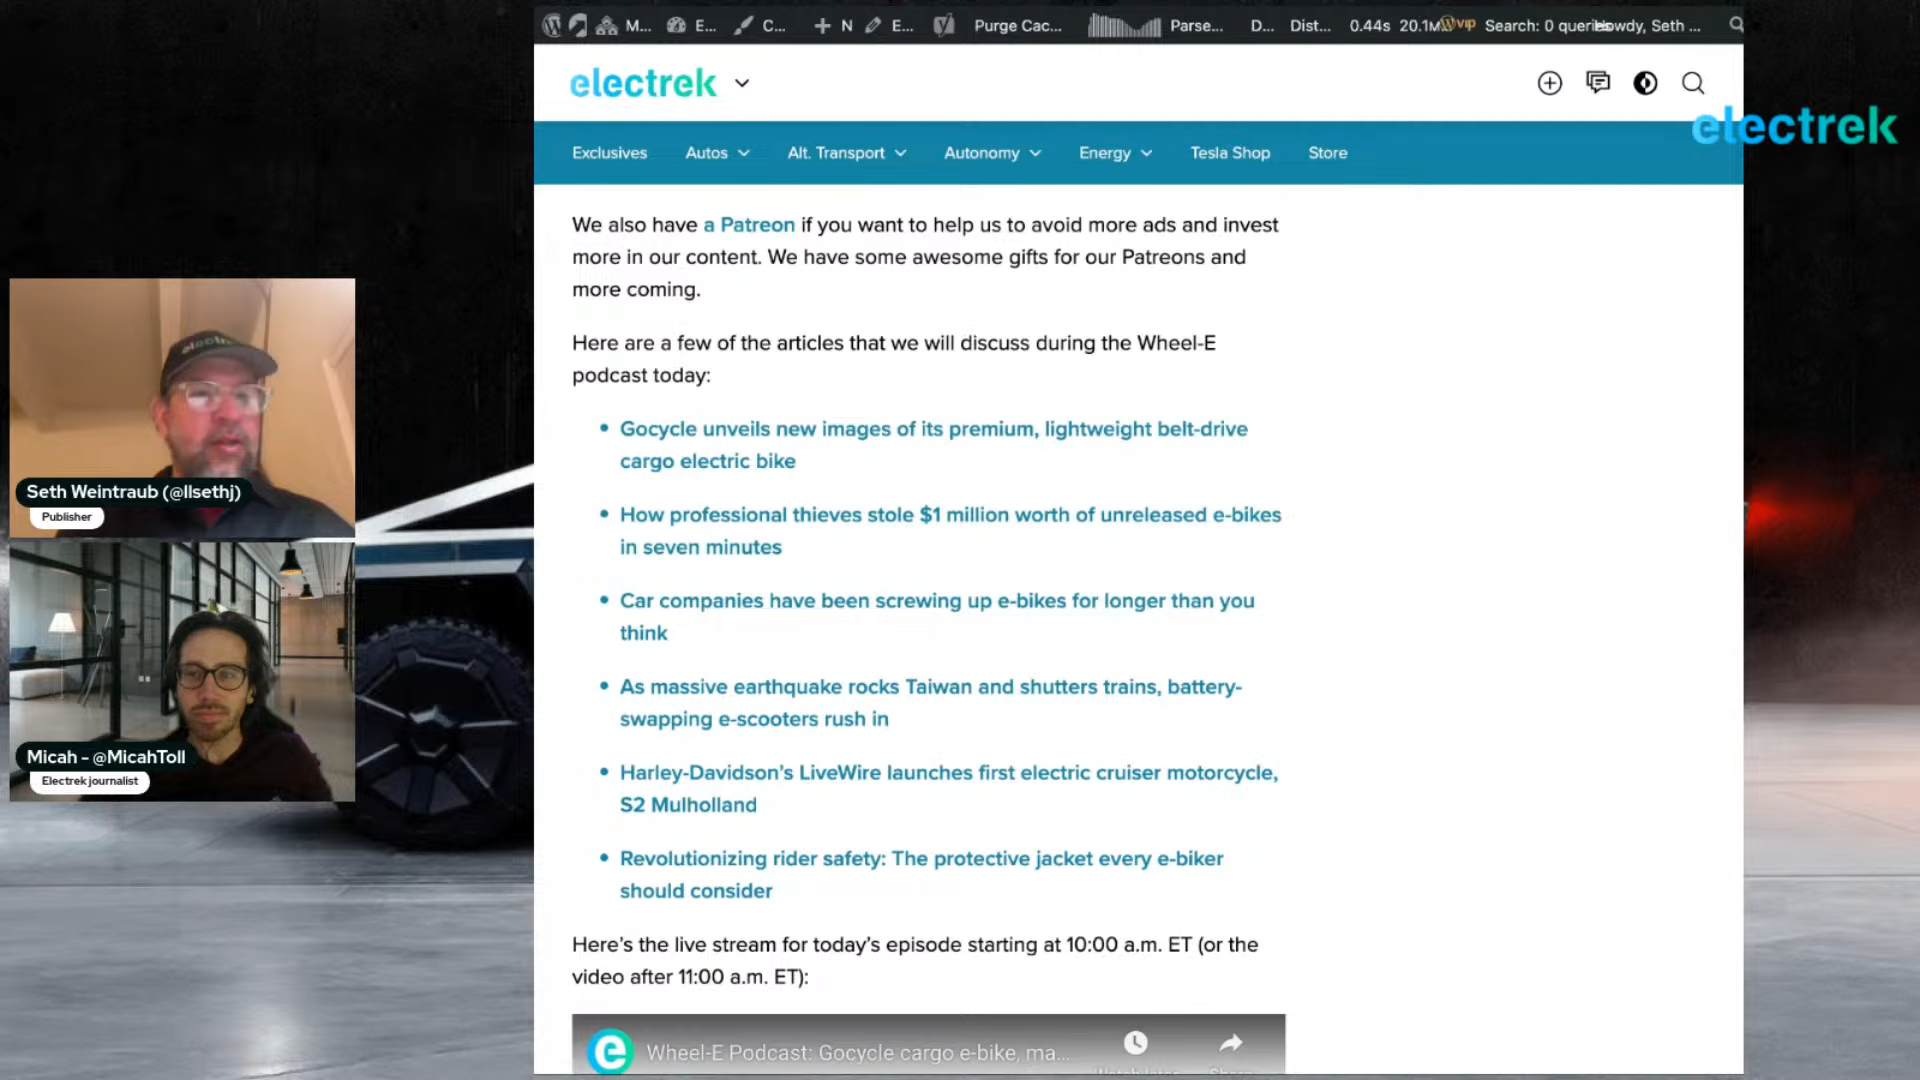 M... E... C... N E... Purge Cac... Parse... D... Dist... 0.44s 20.1M vip Search: 0 queries Howdy, Seth ...
electrek
electrek
Exclusives Autos Alt. Transport Autonomy Energy Tesla Shop Store
We also have a Patreon if you want to help us to avoid more ads and invest
more in our content. We have some awesome gifts for our Patreons and
more coming.
Here are a few of the articles that we will discuss during the Wheel-E
podcast today:
Gocycle unveils new images of its premium, lightweight belt-drive
cargo electric bike
How professional thieves stole $1 million worth of unreleased e-bikes
in seven minutes
Car companies have been screwing up e-bikes for longer than you
think
As massive earthquake rocks Taiwan and shutters trains, battery-
swapping e-scooters rush in
Harley-Davidson's LiveWire launches first electric cruiser motorcycle,
S2 Mulholland
Revolutionizing rider safety: The protective jacket every e-biker
should consider
Here's the live stream for today's episode starting at 10:00 a.m. ET (or the
video after 11:00 a.m. ET):
Wheel-E Podcast: Gocycle cargo e-bike, ma...
Seth Weintraub (@llsethj)
Publisher
Micah - @MicahToll
Electrek journalist